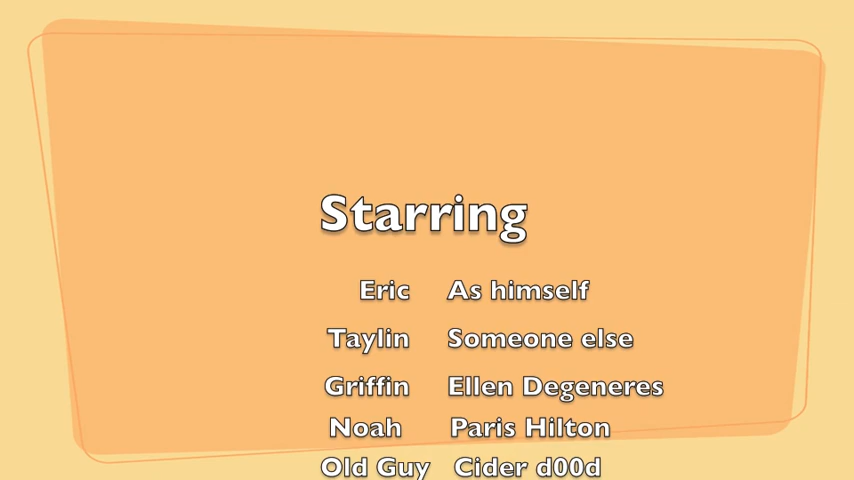 Starring
Eric As himself
Taylin Someone else
Griffin Ellen Degeneres
Noah Paris Hilton
Old Guy Cider d00d